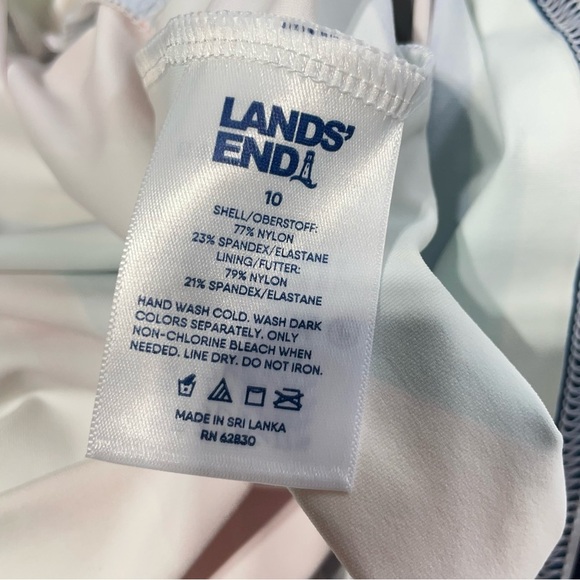 LANDS'
END
10
SHELL/OBERSTOFF:
77% NYLON
23% SPANDEX/ELASTANE
LINING/FUTTER:
79% NYLON
21% SPANDEX/ELASTANE
HAND WASH COLD. WASH DARK
COLORS SEPARATELY. ONLY
NON-CHLORINE BLEACH WHEN
NEEDED. LINE DRY. DO NOT IRON.
MADE IN SRI LANKA
RN 62830